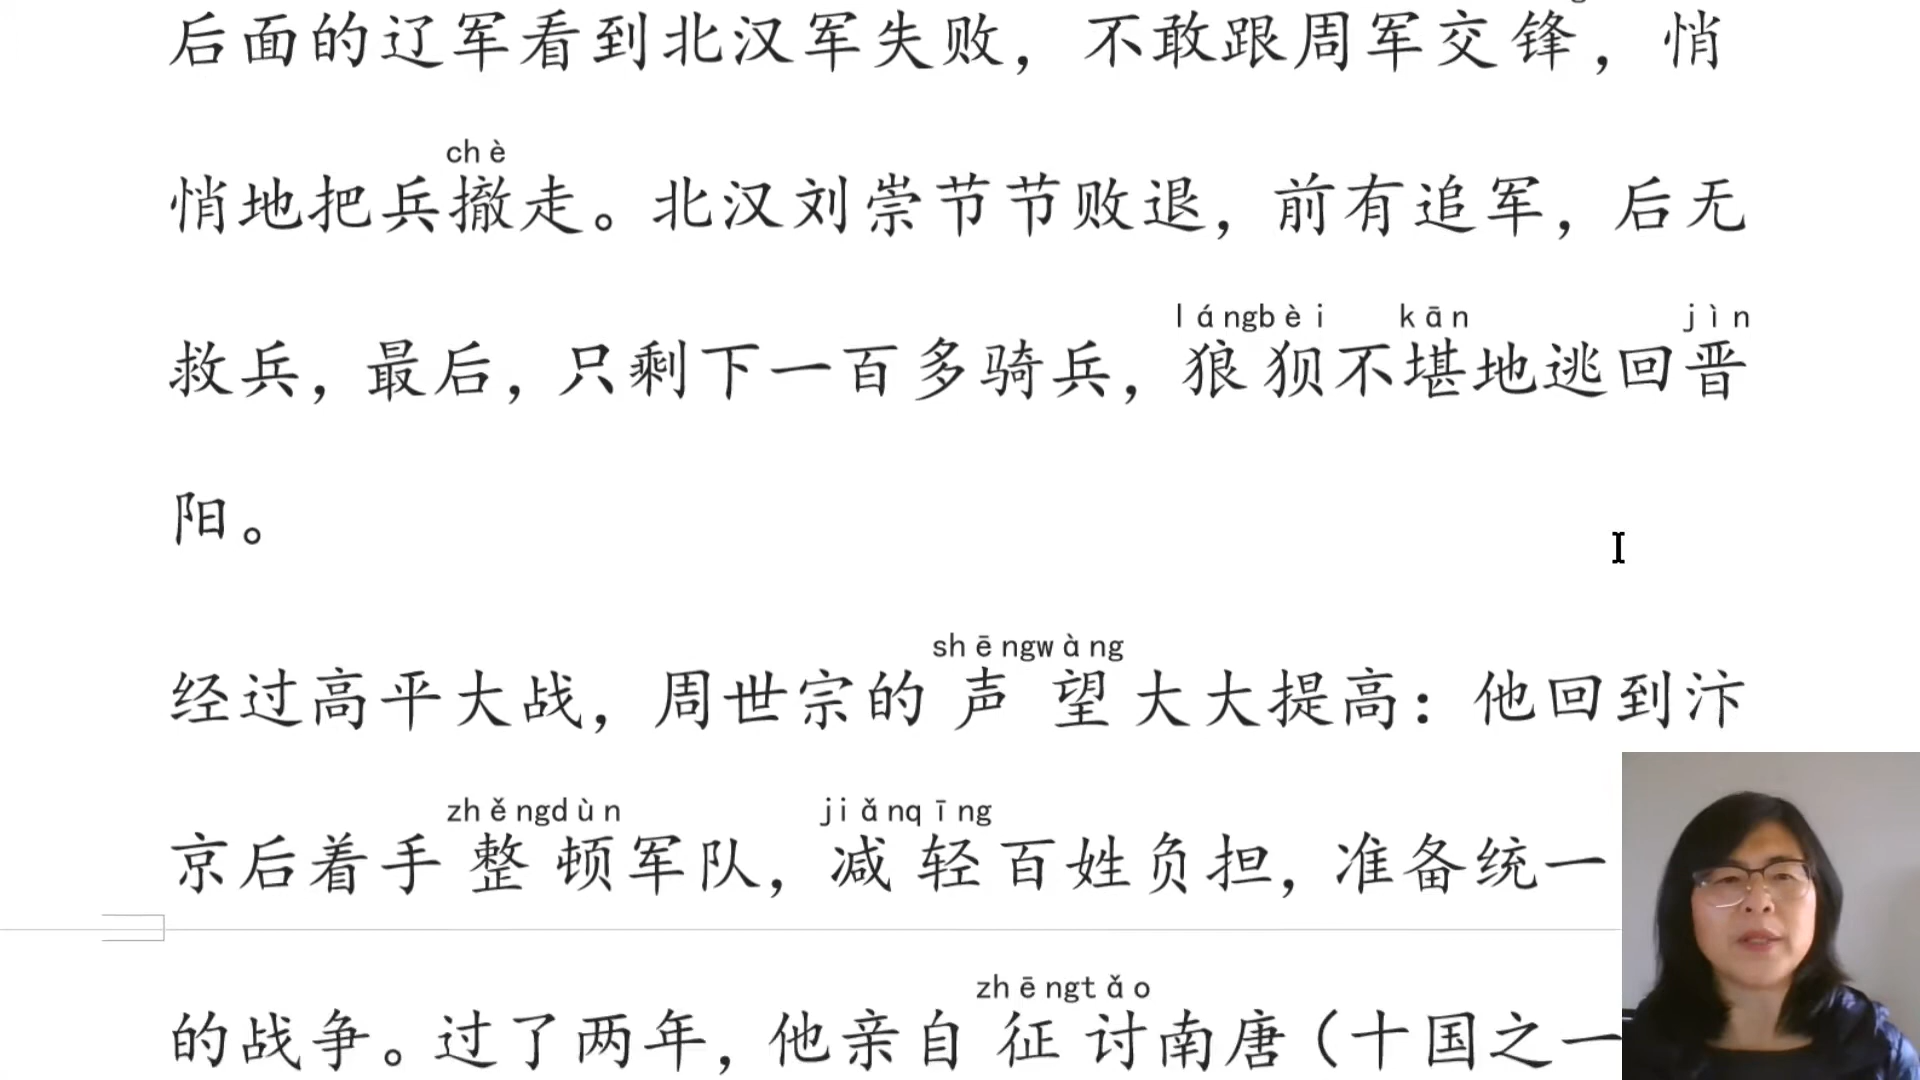 后面的辽军看到北汉军失败，不敢跟周军交锋，悄
chè
悄地把兵撤走。北汉刘崇节节败退，前有追军，后无
lángbèi kān jìn
救兵，最后，只剩下一百多骑兵，狼狈不堪地逃回晋
阳。
shēngwàng
经过高平大战，周世宗的声望大大提高：他回到汴
zhěngdùn jiǎnqīng
京后着手整顿军队，减轻百姓负担，准备统一
zhēngtǎo
的战争。过了两年，他亲自征讨南唐（十国之一